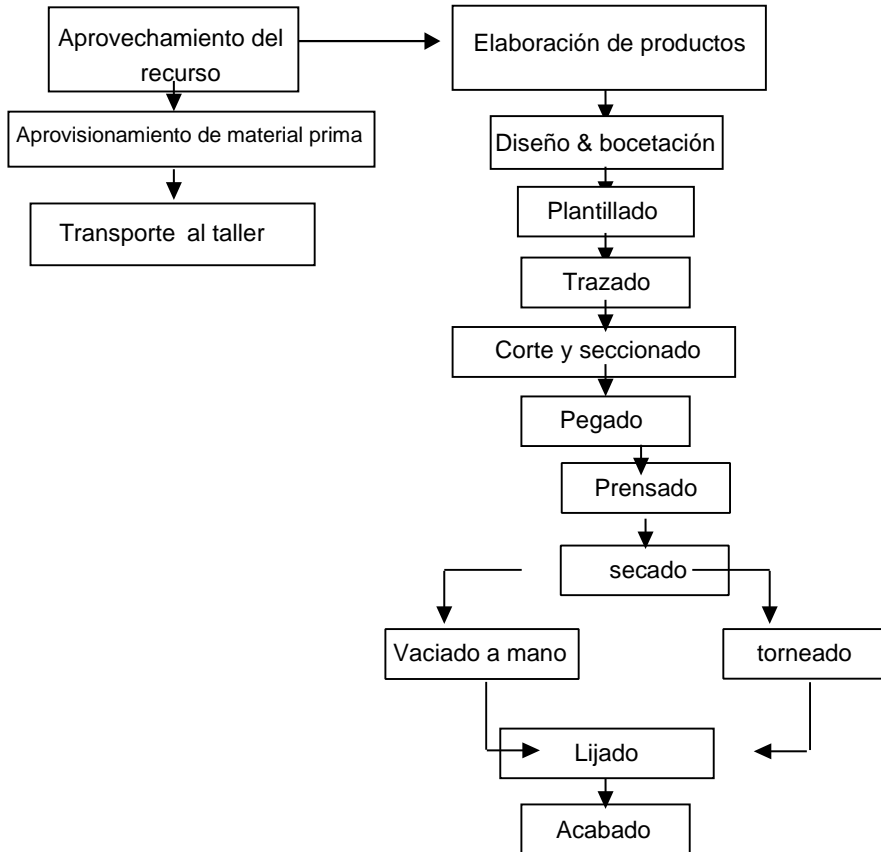 Aprovechamiento del
recurso
Elaboración de productos
Aprovisionamiento de material prima
Diseño & bocetación
Transporte al taller
Plantillado
Trazado
Corte y seccionado
Pegado
Prensado
secado
Vaciado a mano
torneado
Lijado
Acabado